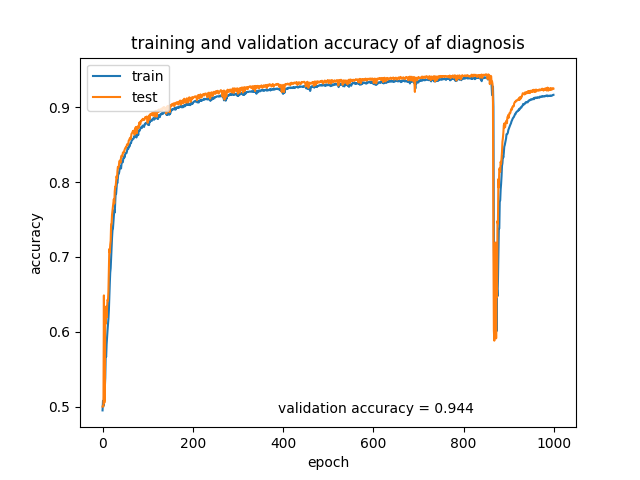 training and validation accuracy of af diagnosis
train
test
0.9
0.8
0.7
0.6
0.5
accuracy
validation accuracy = 0.944
0 200 400 600 800 1000
epoch